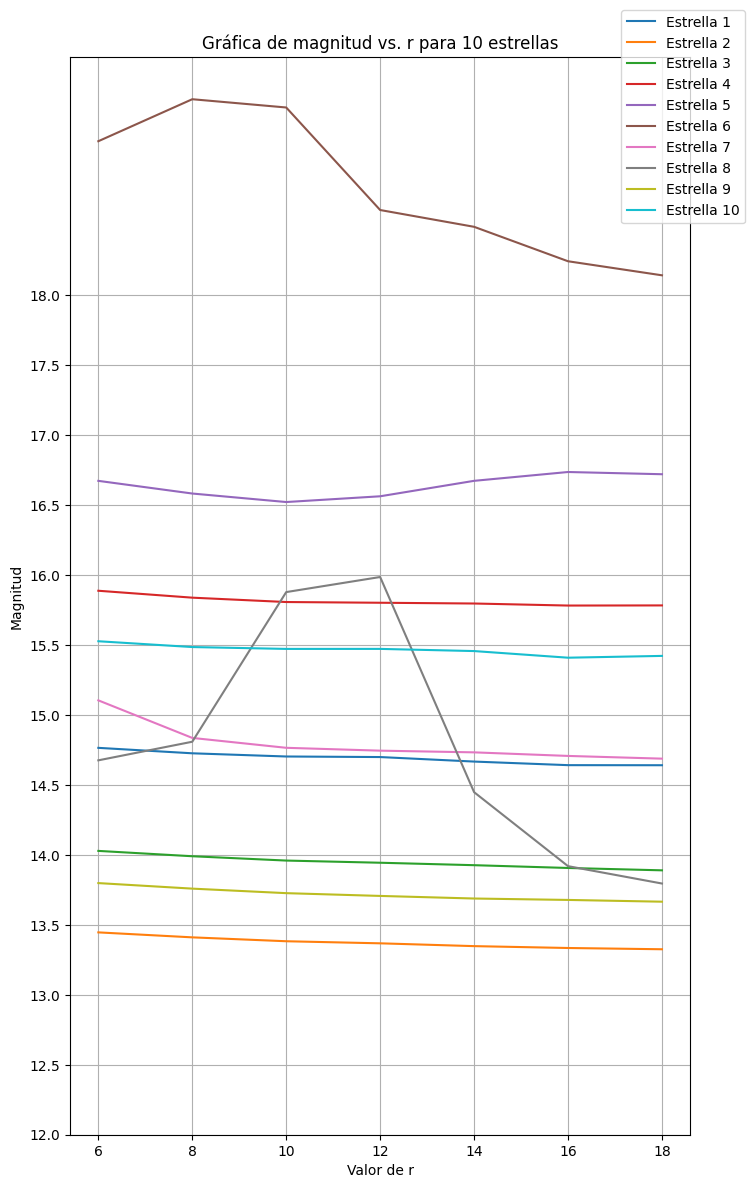 Gráfica de magnitud vs. r para 10 estrellas
Estrella 1
Estrella 2
Estrella 3
Estrella 4
Estrella 5
Estrella 6
Estrella 7
Estrella 8
Estrella 9
Estrella 10
Magnitud
18.0
17.5
17.0
16.5
16.0
15.5
15.0
14.5
14.0
13.5
13.0
12.5
12.0
6 8 10 12 14 16 18
Valor de r